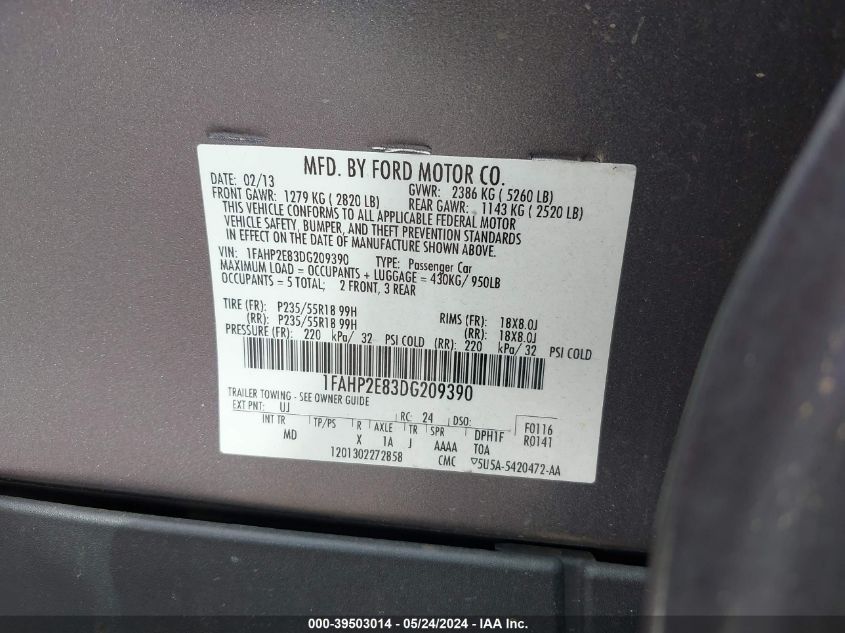 MFD. BY FORD MOTOR CO.
DATE: 02/13 GVWR: 2386 KG ( 5260 LB)
FRONT GAWR: 1279 KG ( 2820 LB) REAR GAWR: 1143 KG ( 2520 LB)
THIS VEHICLE CONFORMS TO ALL APPLICABLE FEDERAL MOTOR
VEHICLE SAFETY, BUMPER, AND THEFT PREVENTION STANDARDS
IN EFFECT ON THE DATE OF MANUFACTURE SHOWN ABOVE.
VIN: 1FAHP2E83DG209390 TYPE: Passenger Car
MAXIMUM LOAD = OCCUPANTS + LUGGAGE = 430KG/ 950LB
OCCUPANTS = 5 TOTAL; 2 FRONT, 3 REAR
TIRE (FR): P235/55R18 99H RIMS (FR): 18X8.0J
(RR): P235/55R18 99H (RR): 18X8.0J
PRESSURE (FR): 220 kPa/ 32 PSI COLD (RR): 220 kPa/ 32 PSI COLD
1FAHP2E83DG209390
TRAILER TOWING - SEE OWNER GUIDE
EXT PNT: UJ RC: 24 DSO: F0116
INT TR TP/PS R AXLE TR SPR DPH1F R0141
MD X 1A J AAAA TOA
1201302272858 CMC ▽5U5A-5420472-AA
000-39503014 - 05/24/2024 - IAA Inc.